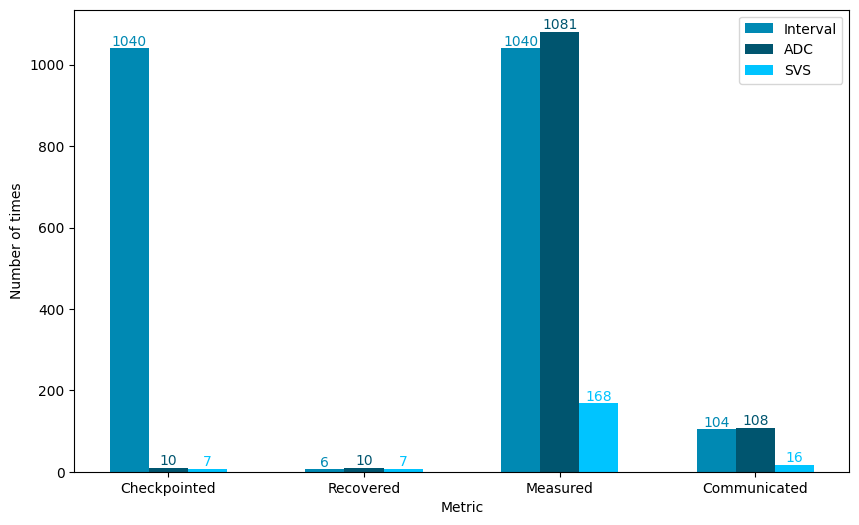 Interval
ADC
SVS
Number of times
1000
800
600
400
200
0
1040
10
7
6
10
7
1040
1081
168
104
108
16
Checkpointed
Recovered
Measured
Communicated
Metric